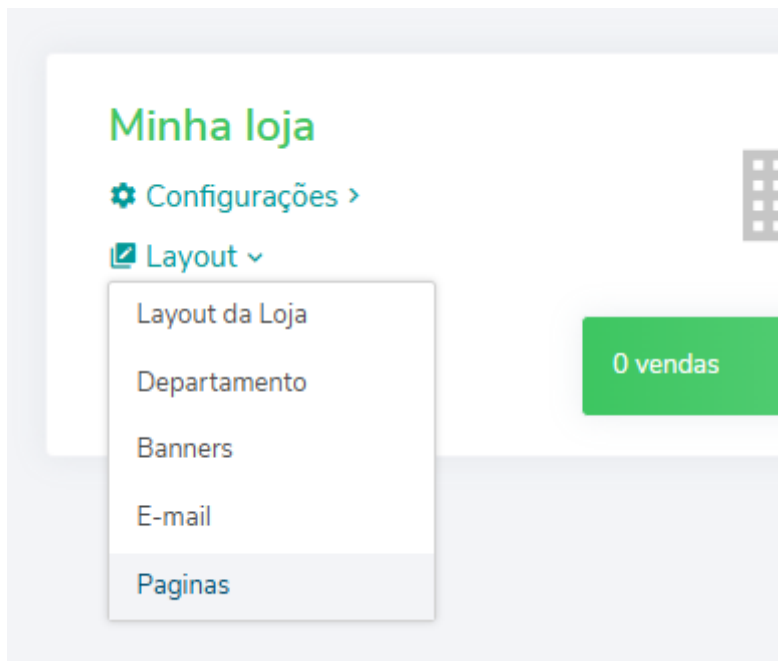 Minha loja
Configurações
Layout
Layout da Loja
0 vendas
Departamento
Banners
E-mail
Paginas